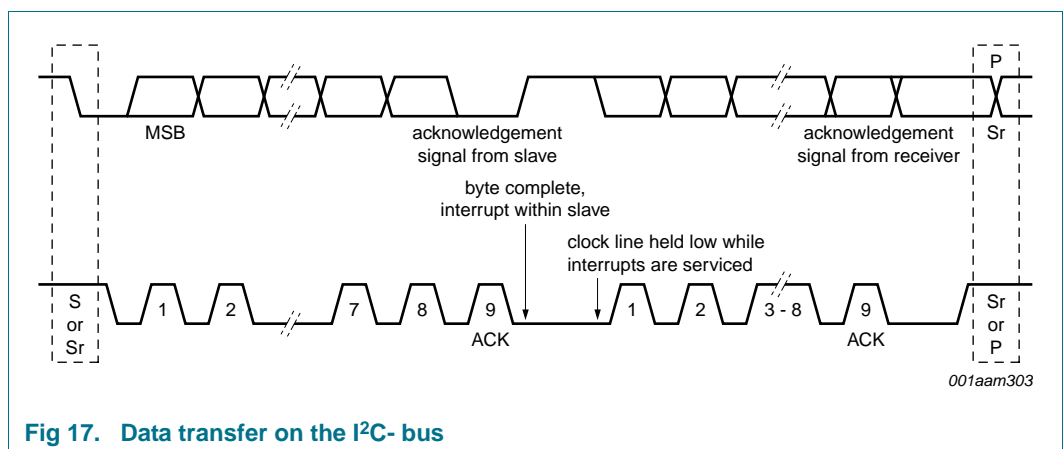 P
MSB
acknowledgement
signal from slave
acknowledgement
signal from receiver
Sr
byte complete,
interrupt within slave
clock line held low while
interrupts are serviced
S
or
Sr
1
2
7
8
9
ACK
1
2
3 - 8
9
ACK
Sr
or
P
001aam303
Fig 17. Data transfer on the I²C- bus